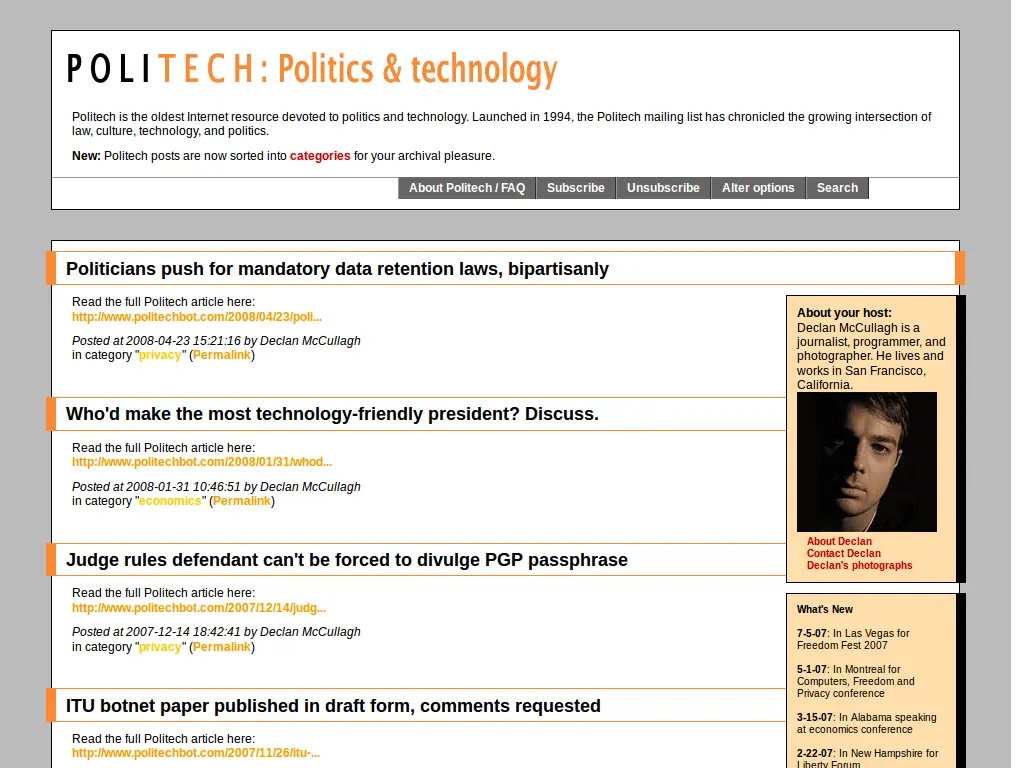 POLITECH: Politics & technology
Politech is the oldest Internet resource devoted to politics and technology. Launched in 1994, the Politech mailing list has chronicled the growing intersection of
law, culture, technology, and politics.
New: Politech posts are now sorted into categories for your archival pleasure.
About Politech / FAQ
Subscribe
Unsubscribe
Alter options
Search
Politicians push for mandatory data retention laws, bipartisanly
Read the full Politech article here:
http://www.politechbot.com/2008/04/23/poli...
Posted at 2008-04-23 15:21:16 by Declan McCullagh
in category "privacy" (Permalink)
Who'd make the most technology-friendly president? Discuss.
Read the full Politech article here:
http://www.politechbot.com/2008/01/31/whod...
Posted at 2008-01-31 10:46:51 by Declan McCullagh
in category "economics" (Permalink)
Judge rules defendant can't be forced to divulge PGP passphrase
Read the full Politech article here:
http://www.politechbot.com/2007/12/14/judg...
Posted at 2007-12-14 18:42:41 by Declan McCullagh
in category "privacy" (Permalink)
ITU botnet paper published in draft form, comments requested
Read the full Politech article here:
http://www.politechbot.com/2007/11/26/itu-...
About your host:
Declan McCullagh is a
journalist, programmer, and
photographer. He lives and
works in San Francisco,
California.
About Declan
Contact Declan
Declan's photographs
What's New
7-5-07: In Las Vegas for
Freedom Fest 2007
5-1-07: In Montreal for
Computers, Freedom and
Privacy conference
3-15-07: In Alabama speaking
at economics conference
2-22-07: In New Hampshire for
Liberty Forum